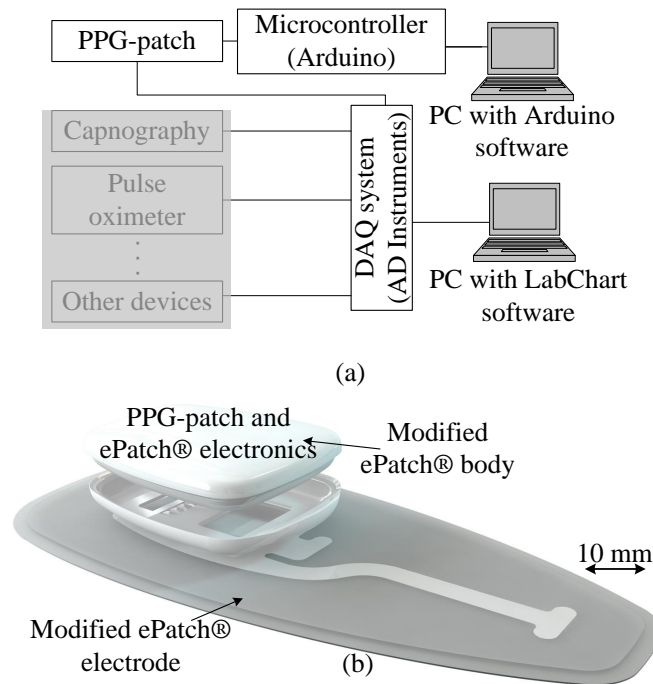 PPG-patch
Microcontroller
(Arduino)
PC with Arduino
software
Capnography
Pulse
oximeter
Other devices
DAQ system
(AD Instruments)
PC with LabChart
software
(a)
PPG-patch and
ePatch® electronics
Modified
ePatch® body
10 mm
Modified ePatch®
electrode
(b)